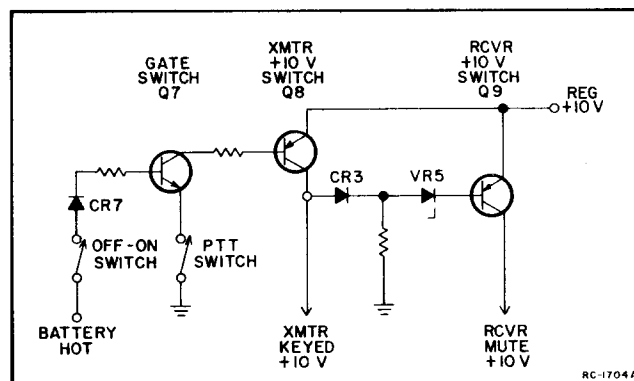 GATE
SWITCH
Q7
XMTR
+10 V
SWITCH
Q8
RCVR
+10 V
SWITCH
Q9
REG
+10 V
CR7
CR3
VR5
OFF-ON
SWITCH
PTT
SWITCH
BATTERY
HOT
XMTR
KEYED
+10 V
RCVR
MUTE
+10 V
RC-1704A